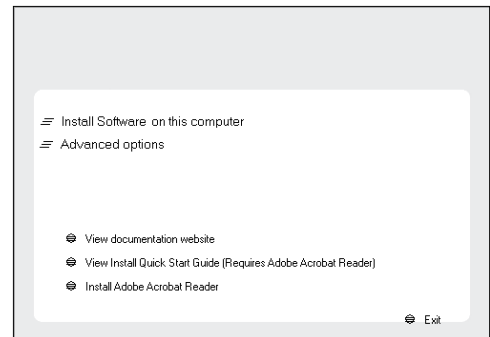 Install Software on this computer
Advanced options
View documentation website
View Install Quick Start Guide (Requires Adobe Acrobat Reader)
Install Adobe Acrobat Reader
Exit